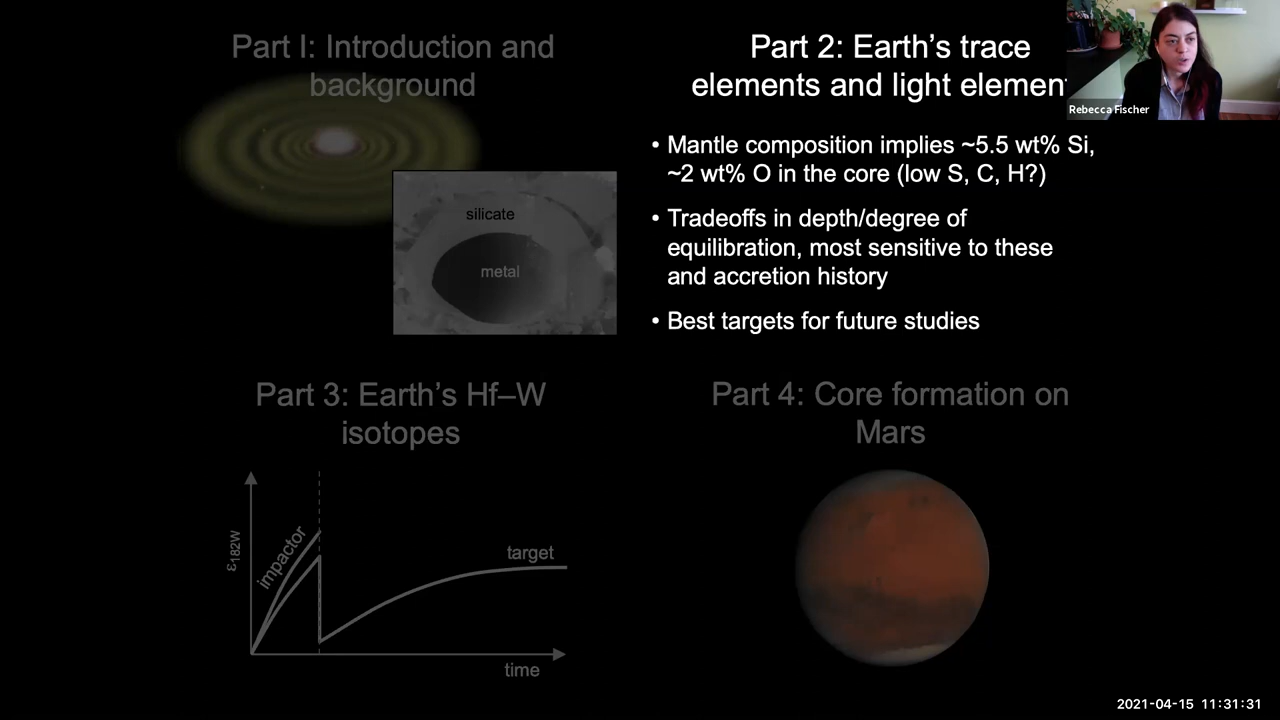 Part I: Introduction and
background
silicate
metal
Part 2: Earth's trace
elements and light element
Rebecca Fischer
• Mantle composition implies ~5.5 wt% Si,
~2 wt% O in the core (low S, C, H?)
• Tradeoffs in depth/degree of
equilibration, most sensitive to these
and accretion history
• Best targets for future studies
Part 3: Earth's Hf–W
isotopes
ε182W
impactor
target
time
Part 4: Core formation on
Mars
2021-04-15 11:31:31